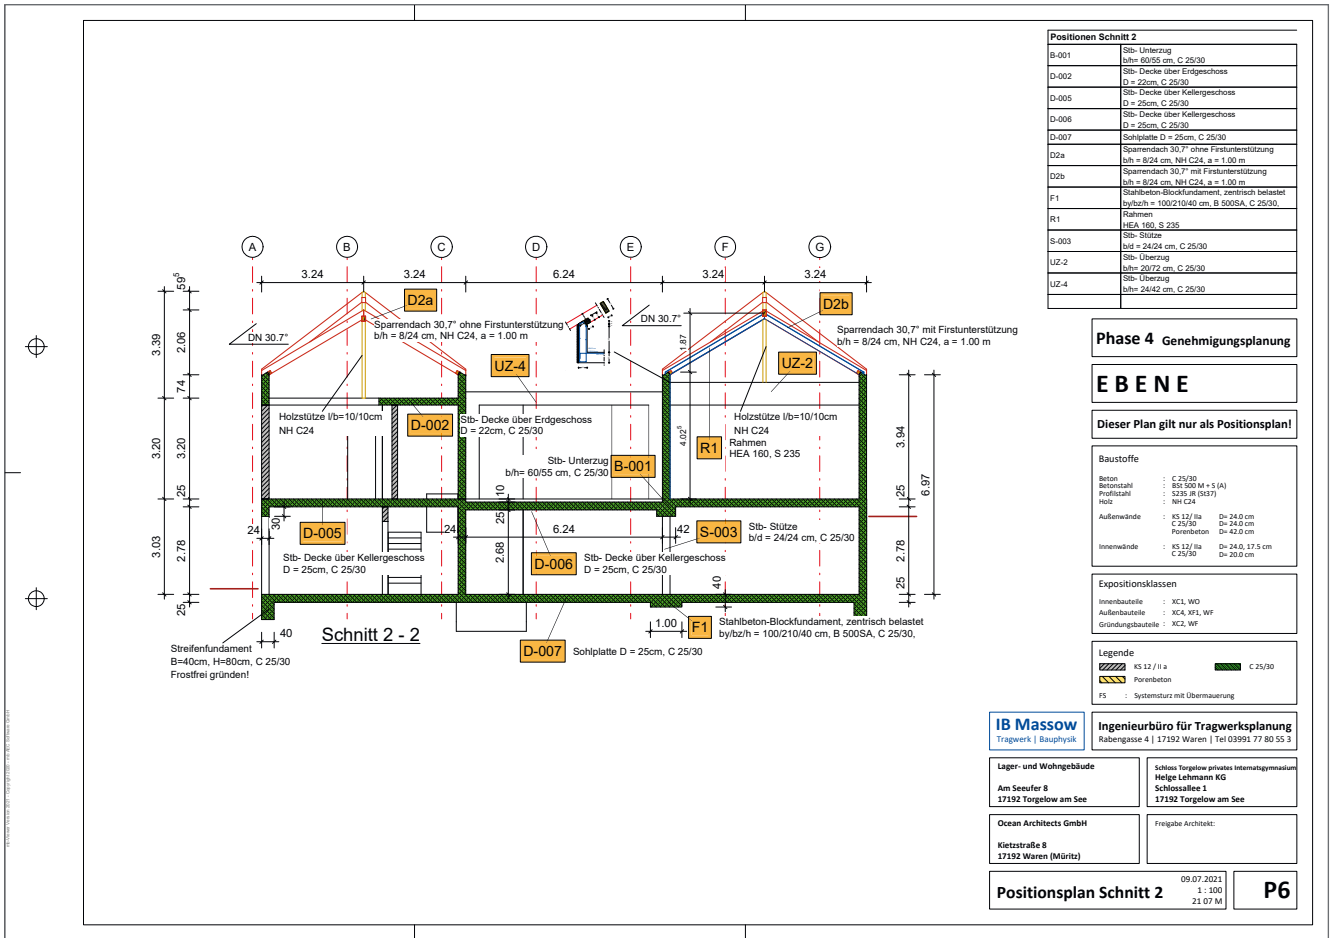 Positionen Schnitt 2
B-001
Stb- Unterzug
b/h= 60/55 cm, C 25/30
D-002
Stb- Decke über Erdgeschoss
D = 22cm, C 25/30
D-005
Stb- Decke über Kellergeschoss
D = 25cm, C 25/30
D-006
Stb- Decke über Kellergeschoss
D = 25cm, C 25/30
D-007
Sohlplatte D = 25cm, C 25/30
D2a
Sparrendach 30,7° ohne Firstunterstützung
b/h = 8/24 cm, NH C24, a = 1.00 m
D2b
Sparrendach 30,7° mit Firstunterstützung
b/h = 8/24 cm, NH C24, a = 1.00 m
F1
Stahlbeton-Blockfundament, zentrisch belastet
by/bz/h = 100/210/40 cm, B 500SA, C 25/30,
R1
Rahmen
HEA 160, S 235
S-003
Stb- Stütze
b/d = 24/24 cm, C 25/30
UZ-2
Stb- Überzug
b/h= 20/72 cm, C 25/30
UZ-4
Stb- Überzug
b/h= 24/42 cm, C 25/30
A B C D E F G
3.24 3.24 6.24 3.24 3.24
59⁵
3.39
2.06
74
3.20
3.20
25
3.03
2.78
25
D2a
DN 30.7°
Sparrendach 30,7° ohne Firstunterstützung
b/h = 8/24 cm, NH C24, a = 1.00 m
DN 30.7°
D2b
Sparrendach 30,7° mit Firstunterstützung
b/h = 8/24 cm, NH C24, a = 1.00 m
1.87
4.02⁵
UZ-4
UZ-2
Holzstütze l/b=10/10cm
NH C24
D-002
Stb- Decke über Erdgeschoss
D = 22cm, C 25/30
Holzstütze l/b=10/10cm
NH C24
R1
Rahmen
HEA 160, S 235
Stb- Unterzug
b/h= 60/55 cm, C 25/30
B-001
3.94
25
6.97
2.78
25
10
25
2.68
24
30
D-005
24
6.24
42
S-003
Stb- Stütze
b/d = 24/24 cm, C 25/30
Stb- Decke über Kellergeschoss
D = 25cm, C 25/30
D-006
Stb- Decke über Kellergeschoss
D = 25cm, C 25/30
40
1.00
F1
Stahlbeton-Blockfundament, zentrisch belastet
by/bz/h = 100/210/40 cm, B 500SA, C 25/30,
40
Schnitt 2 - 2
Streifenfundament
B=40cm, H=80cm, C 25/30
Frostfrei gründen!
D-007
Sohlplatte D = 25cm, C 25/30
Phase 4 Genehmigungsplanung
E B E N E
Dieser Plan gilt nur als Positionsplan!
Baustoffe
Beton : C 25/30
Betonstahl : BSt 500 M + S (A)
Profilstahl : S235 JR (St37)
Holz : NH C24
Außenwände : KS 12/ IIa D= 24.0 cm
C 25/30 D= 24.0 cm
Porenbeton D= 42.0 cm
Innenwände : KS 12/ IIa D= 24.0, 17.5 cm
C 25/30 D= 20.0 cm
Expositionsklassen
Innenbauteile : XC1, WO
Außenbauteile : XC4, XF1, WF
Gründungsbauteile : XC2, WF
Legende
KS 12 / II a
C 25/30
Porenbeton
FS : Systemsturz mit Übermauerung
IB Massow
Tragwerk | Bauphysik
Ingenieurbüro für Tragwerksplanung
Rabengasse 4 | 17192 Waren | Tel 03991 77 80 55 3
Lager- und Wohngebäude
Am Seeufer 8
17192 Torgelow am See
Schloss Torgelow privates Internatsgymnasium
Helge Lehmann KG
Schlossallee 1
17192 Torgelow am See
Ocean Architects GmbH
Kietzstraße 8
17192 Waren (Müritz)
Freigabe Architekt:
Positionsplan Schnitt 2
09.07.2021
1 : 100
21 07 M
P6